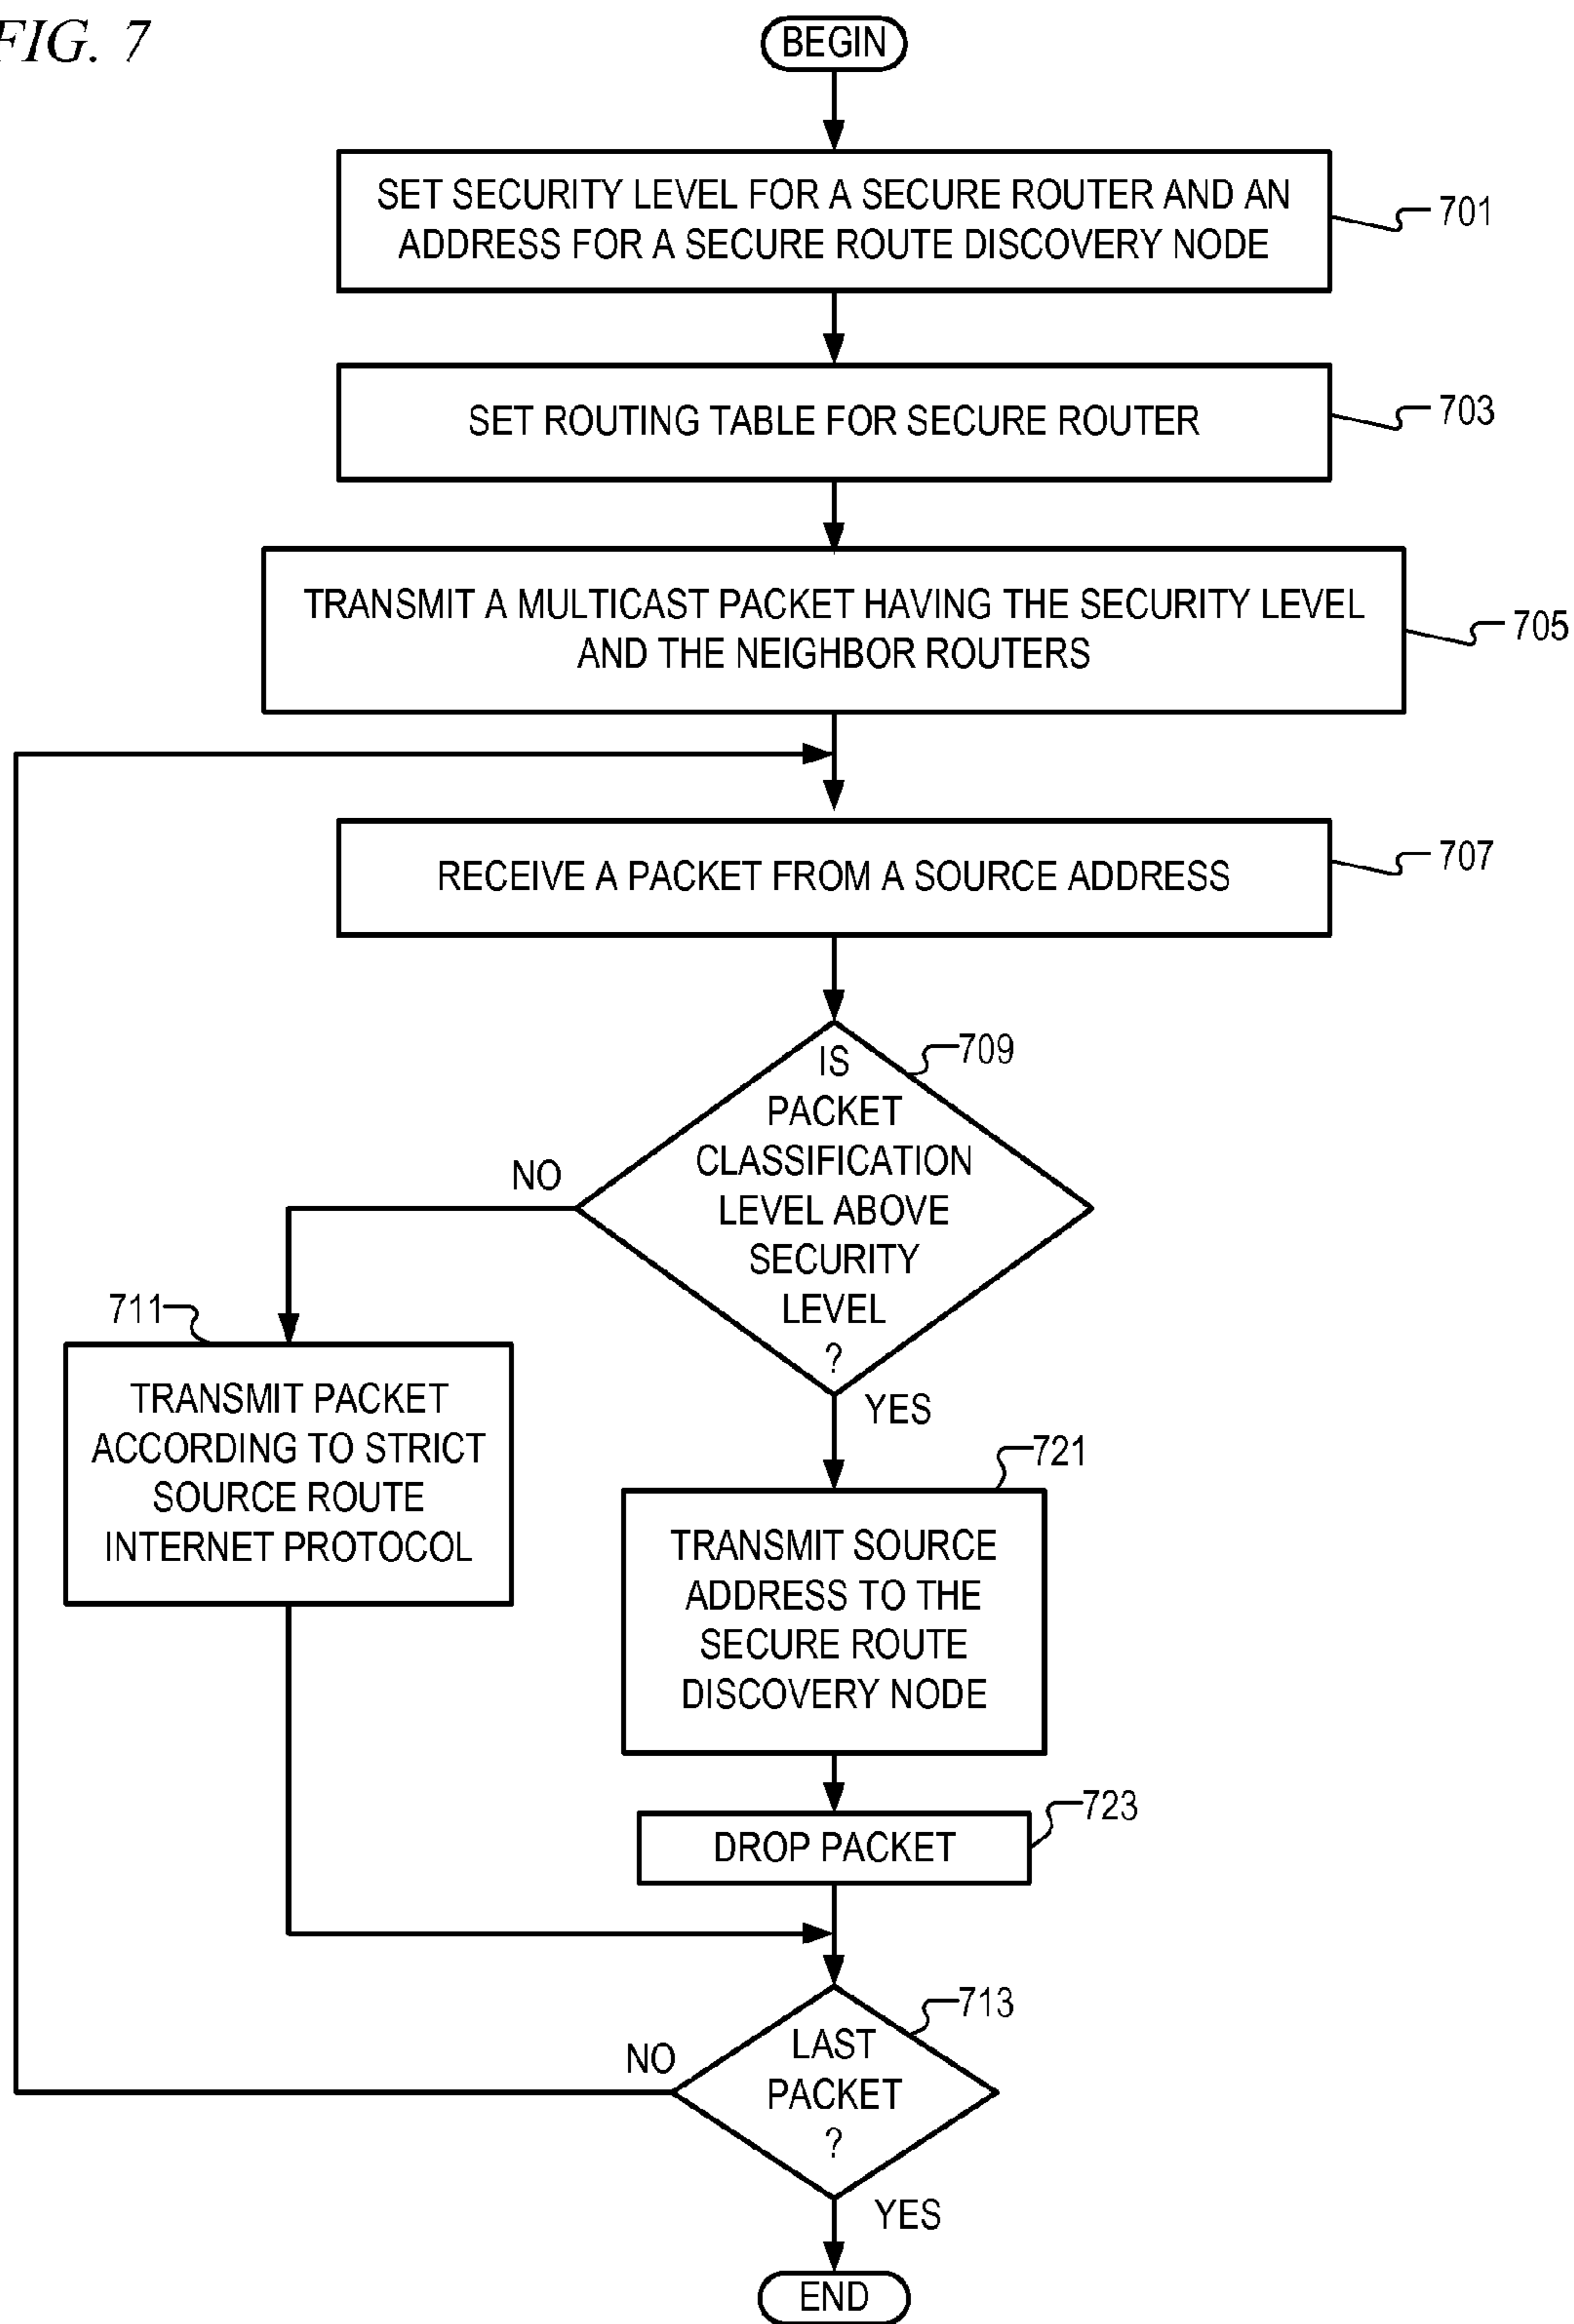 FIG. 7
BEGIN
SET SECURITY LEVEL FOR A SECURE ROUTER AND AN
ADDRESS FOR A SECURE ROUTE DISCOVERY NODE
701
SET ROUTING TABLE FOR SECURE ROUTER
703
TRANSMIT A MULTICAST PACKET HAVING THE SECURITY LEVEL
AND THE NEIGHBOR ROUTERS
705
RECEIVE A PACKET FROM A SOURCE ADDRESS
707
IS
PACKET
CLASSIFICATION
LEVEL ABOVE
SECURITY
LEVEL
?
709
NO
YES
711
TRANSMIT PACKET
ACCORDING TO STRICT
SOURCE ROUTE
INTERNET PROTOCOL
721
TRANSMIT SOURCE
ADDRESS TO THE
SECURE ROUTE
DISCOVERY NODE
723
DROP PACKET
713
LAST
PACKET
?
NO
YES
END